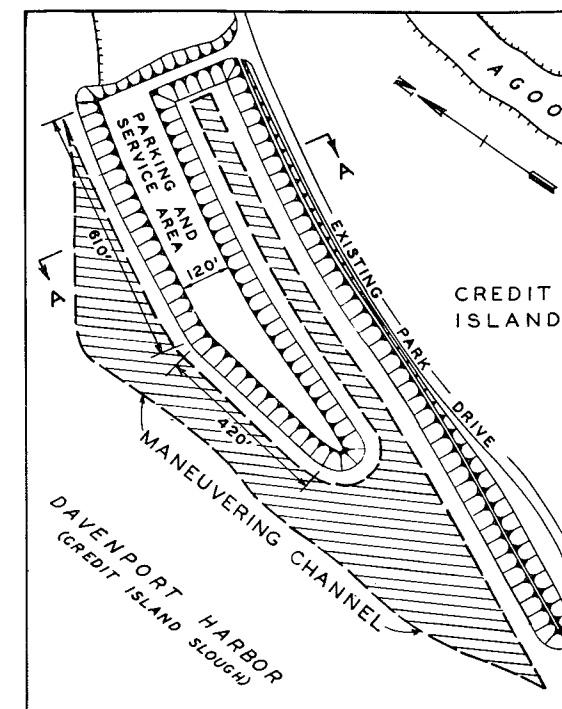 LAGOO
N
PARKING AND
SERVICE AREA
A
EXISTING PARK DRIVE
610'
120'
A
CREDIT
ISLAND
420'
MANEUVERING CHANNEL
DAVENPORT HARBOR
(CREDIT ISLAND SLOUGH)